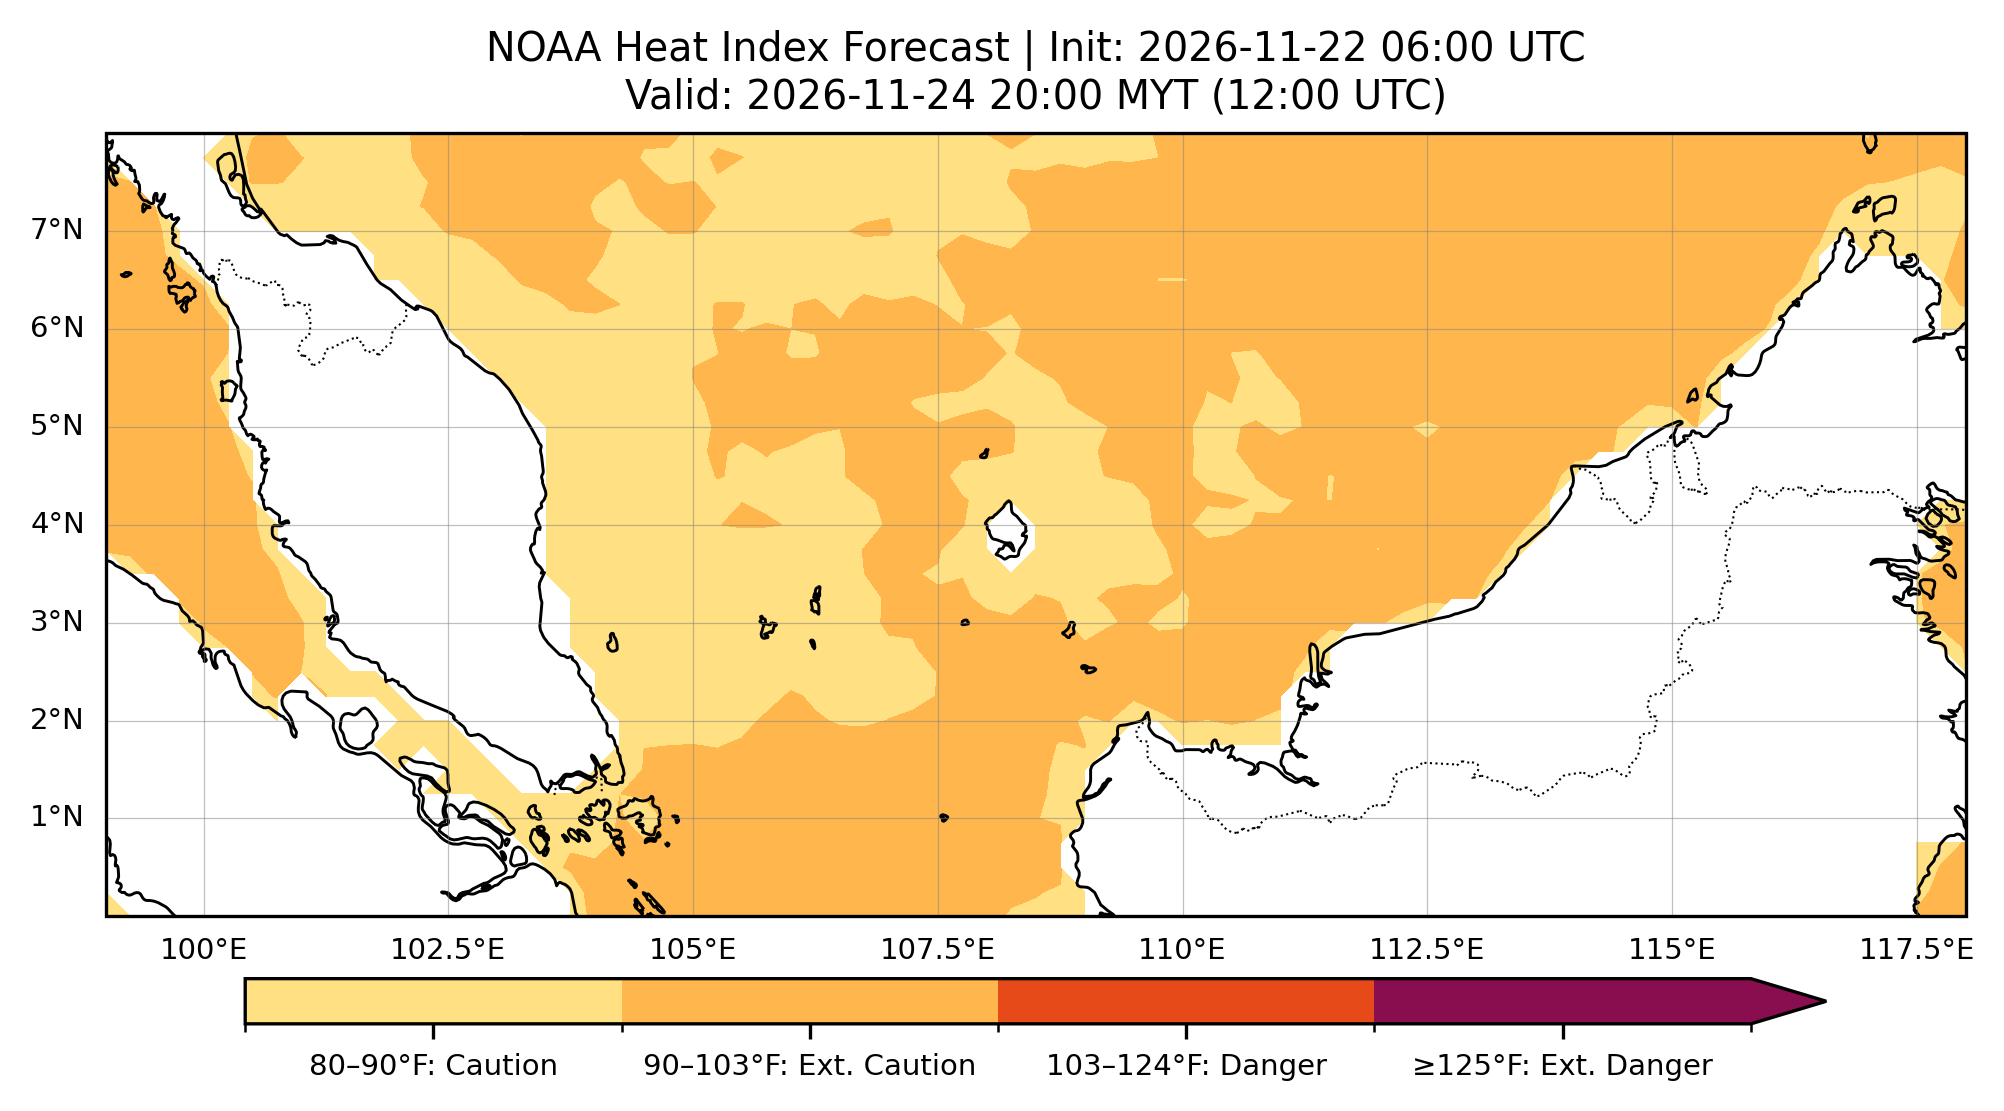 NOAA Heat Index Forecast | Init: 2026-11-22 06:00 UTC
Valid: 2026-11-24 20:00 MYT (12:00 UTC)
7°N
6°N
5°N
4°N
3°N
2°N
1°N
100°E 102.5°E 105°E 107.5°E 110°E 112.5°E 115°E 117.5°E
80–90°F: Caution 90–103°F: Ext. Caution 103–124°F: Danger ≥125°F: Ext. Danger